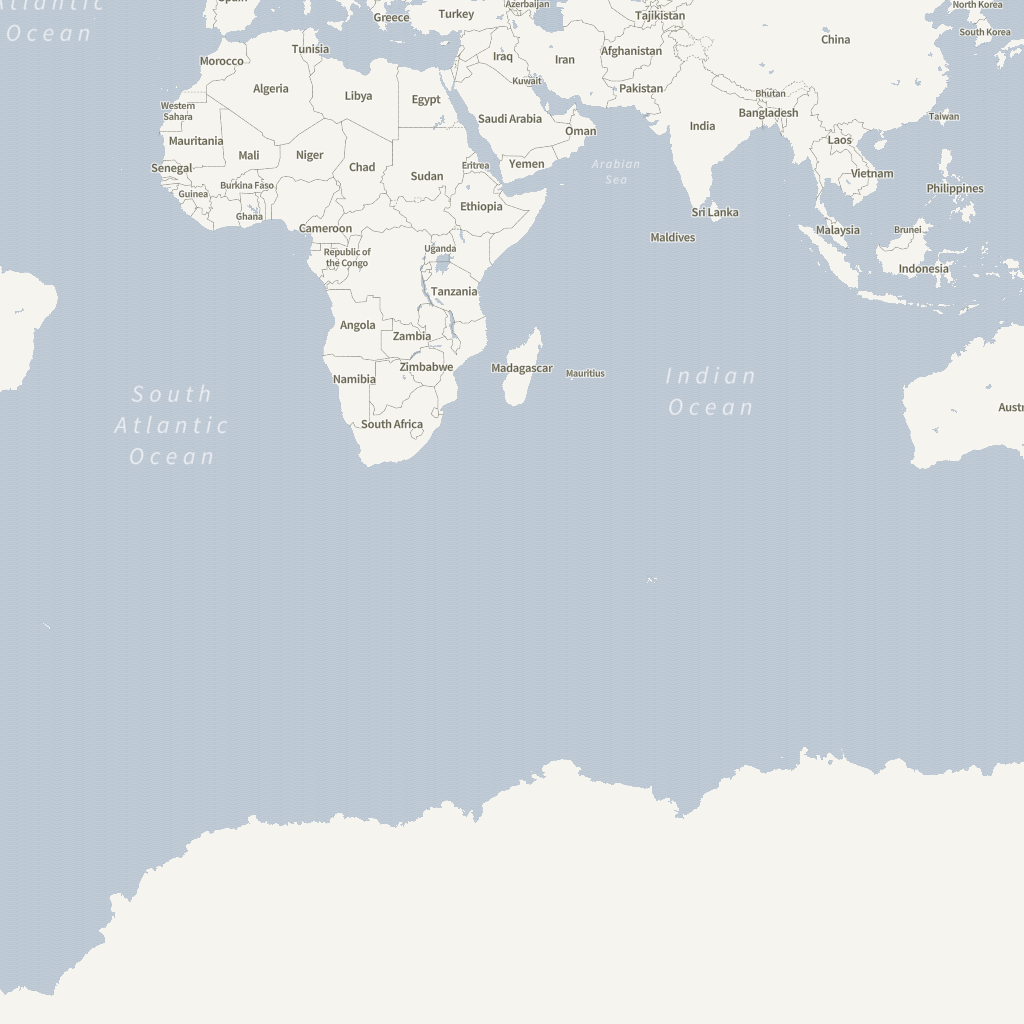 North Korea
Azerbaijan
Turkey
Tajikistan
Greece
South Korea
Ocean
China
Tunisia
Afghanistan
Iraq
Iran
Morocco
Kuwait
Algeria
Pakistan
Bhutan
Libya
Egypt
Western
Sahara
Bangladesh
Taiwan
Saudi Arabia
India
Oman
Mauritania
Laos
Mali
Niger
Arabian
Sea
Yemen
Eritrea
Chad
Senegal
Sudan
Vietnam
Burkina Faso
Philippines
Guinea
Ethiopia
Sri Lanka
Ghana
Cameroon
Malaysia
Brunei
Maldives
Uganda
Republic of
the Congo
Indonesia
Tanzania
Angola
Zambia
Zimbabwe
Madagascar
Mauritius
Indian
Ocean
Namibia
South
Atlantic
Ocean
South Africa